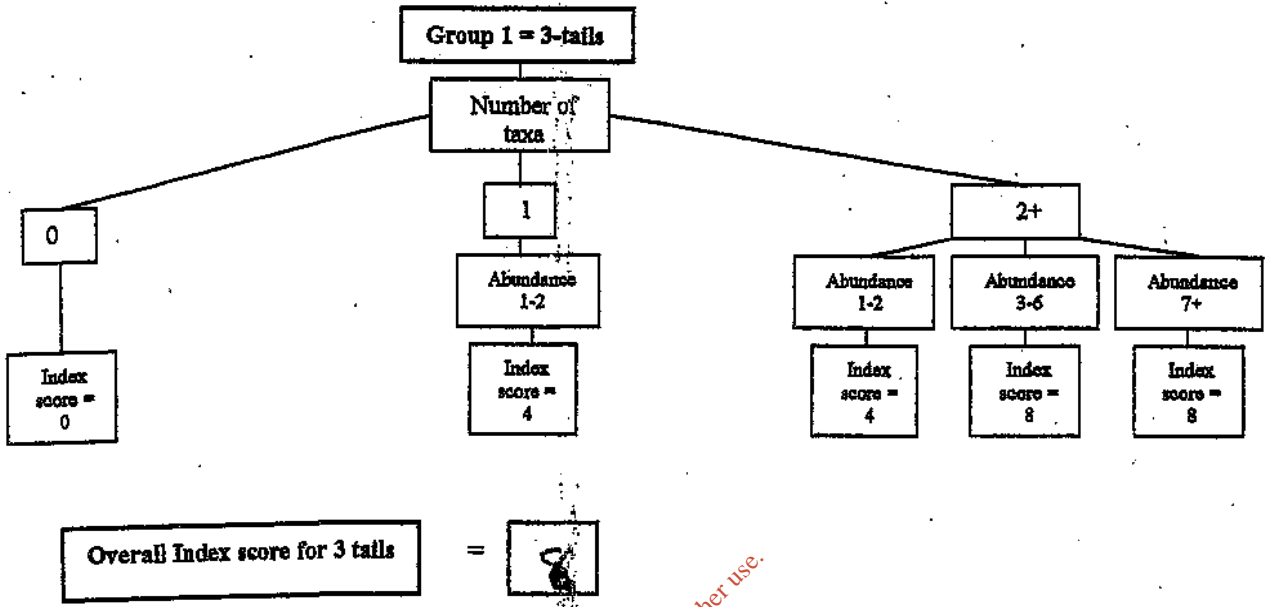 Group 1 = 3-tails
Number of
taxa
0
1
2+
Abundance
1-2
Abundance
1-2
Abundance
3-6
Abundance
7+
Index
score =
0
Index
score =
4
Index
score =
4
Index
score =
8
Index
score =
8
Overall Index score for 3 tails
=
8
use.